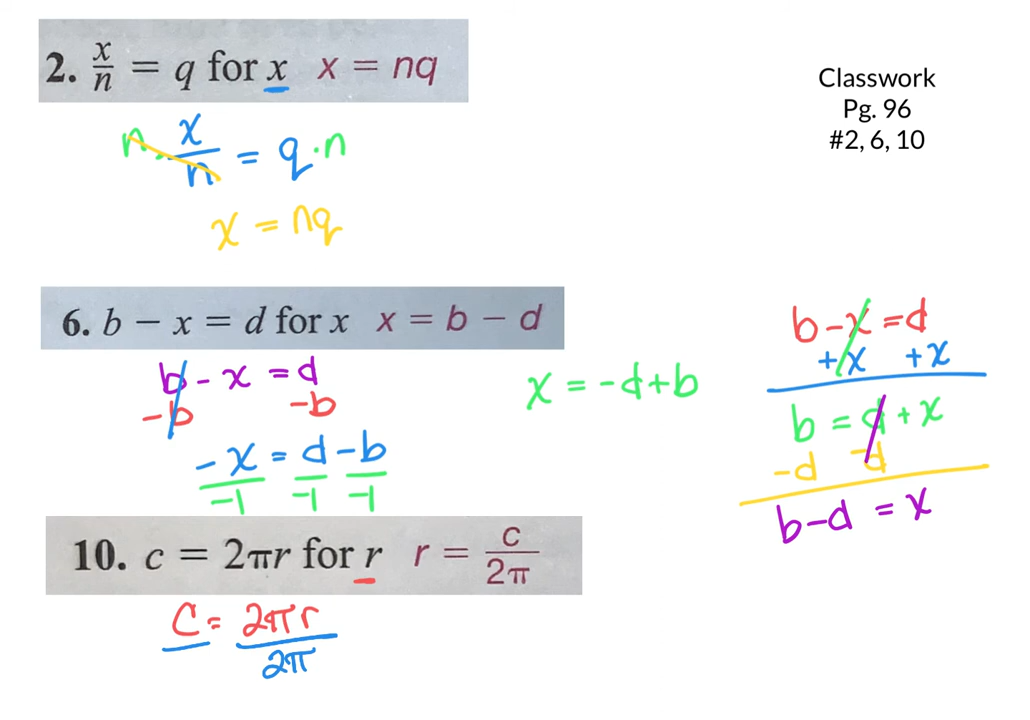 2. x/n = q for x x = nq
Classwork
Pg. 96
#2, 6, 10
n · x/n = q · n
x = nq
6. b − x = d for x x = b − d
b - x = d
-b -b
-x = d - b
-1 -1 -1
x = -d + b
b - x = d
+x +x
b = d + x
-d -d
b - d = x
10. c = 2πr for r r = c/2π
C = 2πr
2π